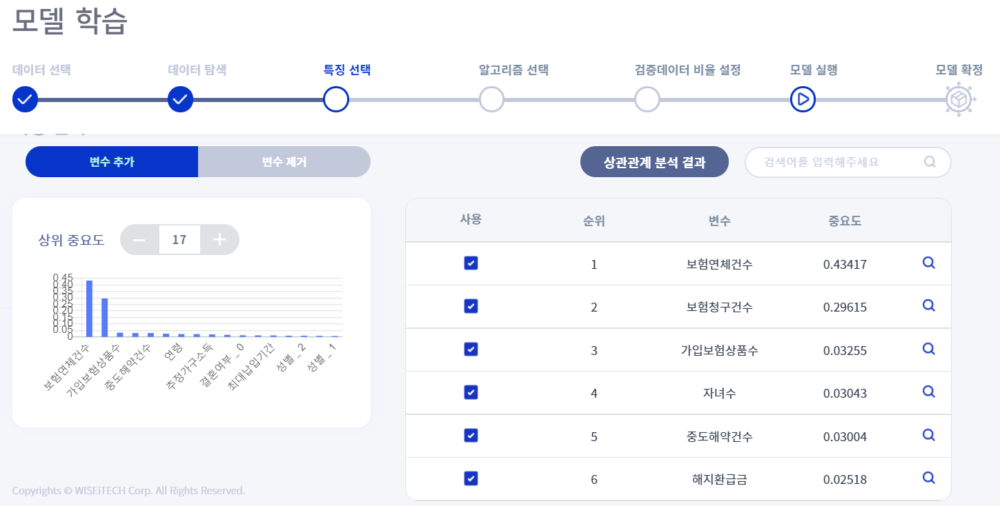 모델 학습
데이터 선택 데이터 탐색 특징 선택 알고리즘 선택 검증데이터 비율 설정 모델 실행 모델 확정
변수 추가 변수 제거 상관관계 분석 결과 검색어를 입력해주세요
상위 중요도 17
0.45
0.40
0.35
0.30
0.25
0.20
0.15
0.10
0.05
0
보험연체건수 가입보험상품수 중도해약건수 연령 추정가구소득 결혼여부_0 최대납입기간 성별_2 성별_1
사용 순위 변수 중요도
1 보험연체건수 0.43417
2 보험청구건수 0.29615
3 가입보험상품수 0.03255
4 자녀수 0.03043
5 중도해약건수 0.03004
6 해지환급금 0.02518
Copyrights © WISEiTECH Corp. All Rights Reserved.